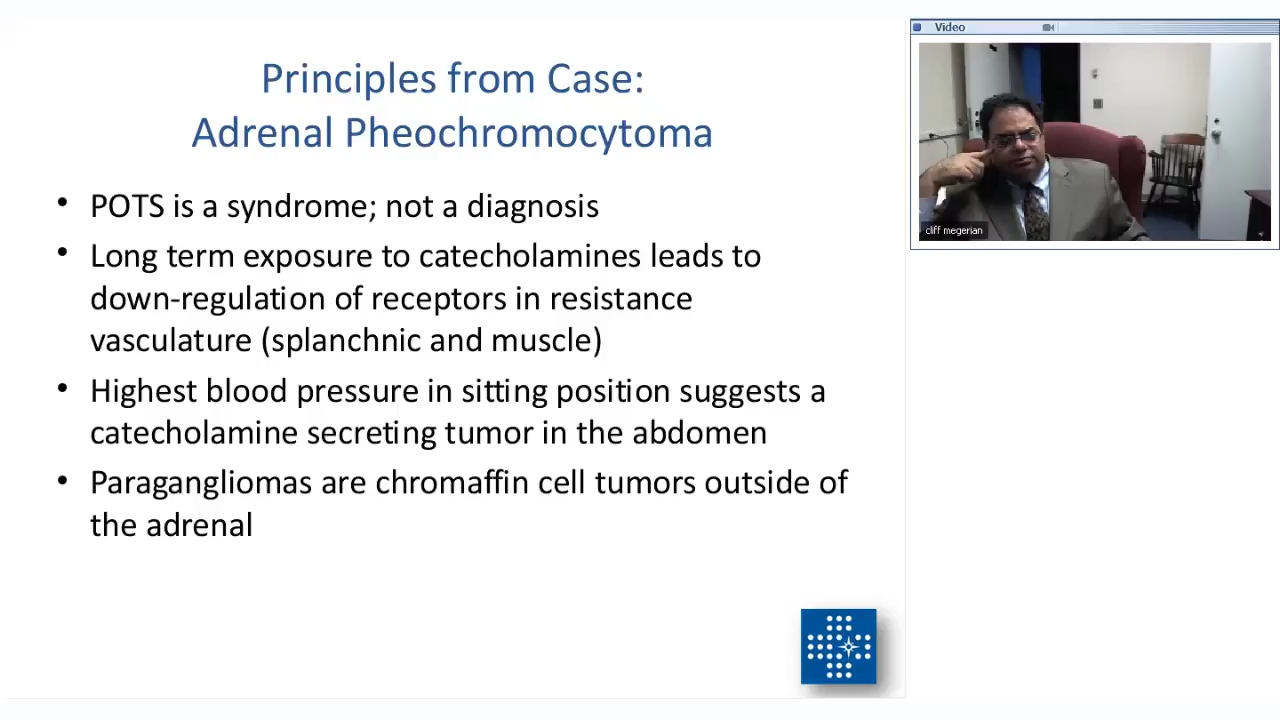 Principles from Case:
Adrenal Pheochromocytoma
• POTS is a syndrome; not a diagnosis
• Long term exposure to catecholamines leads to
down-regulation of receptors in resistance
vasculature (splanchnic and muscle)
• Highest blood pressure in sitting position suggests a
catecholamine secreting tumor in the abdomen
• Paragangliomas are chromaffin cell tumors outside of
the adrenal
Video
cliff megerian